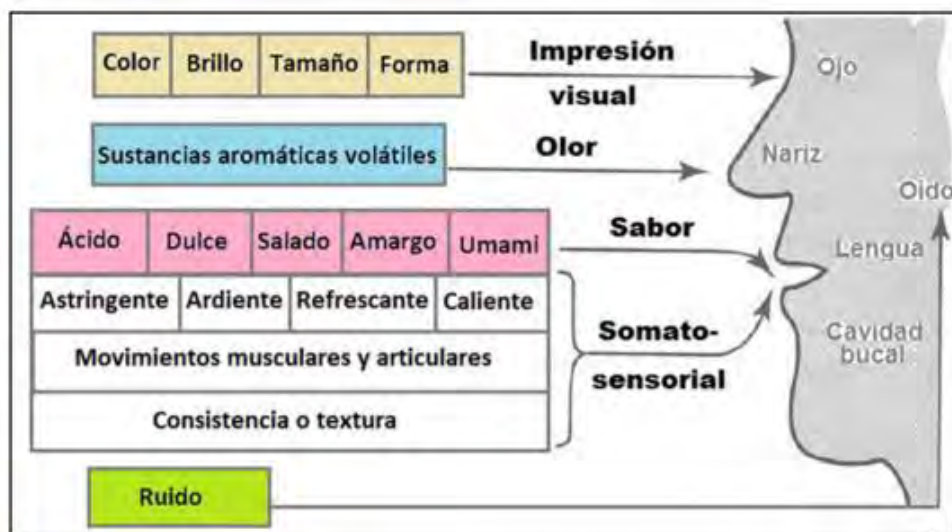 Color Brillo Tamaño Forma
Impresión
visual
Ojo
Sustancias aromáticas volátiles
Olor
Nariz
Oido
Ácido Dulce Salado Amargo Umami
Sabor
Lengua
Astringente Ardiente Refrescante Caliente
Movimientos musculares y articulares
Consistencia o textura
Somato-
sensorial
Cavidad
bucal
Ruido